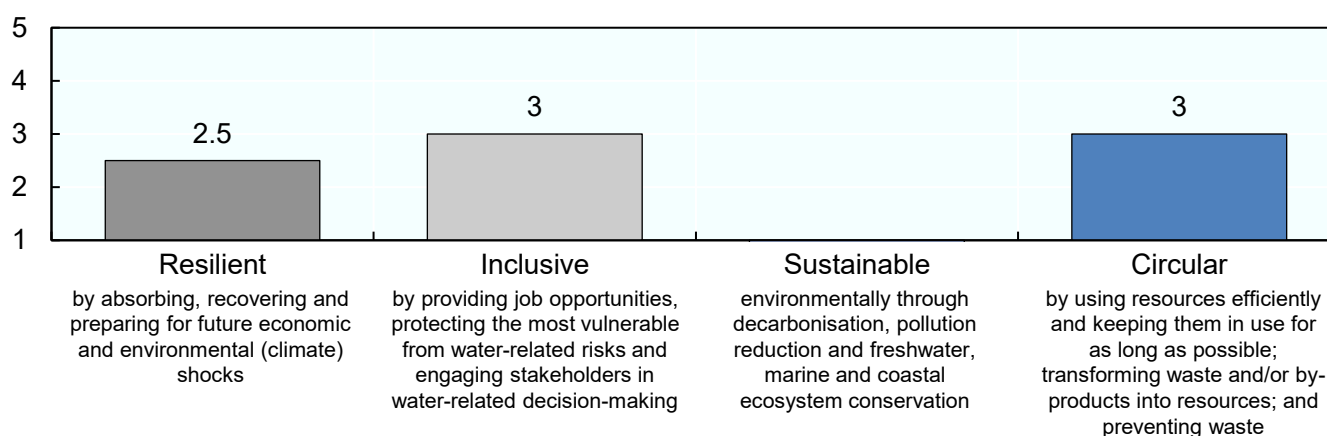 5
4
3
2
1
2.5
3
3
Resilient
by absorbing, recovering and
preparing for future economic
and environmental (climate)
shocks
Inclusive
by providing job opportunities,
protecting the most vulnerable
from water-related risks and
engaging stakeholders in
water-related decision-making
Sustainable
environmentally through
decarbonisation, pollution
reduction and freshwater,
marine and coastal
ecosystem conservation
Circular
by using resources efficiently
and keeping them in use for
as long as possible;
transforming waste and/or by-
products into resources; and
preventing waste